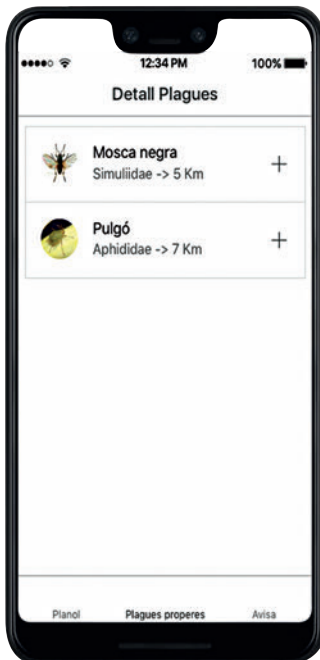 12:34 PM
100%
Detall Plagues
Mosca negra
Simuliidae -> 5 Km
+
Pulgó
Aphididae -> 7 Km
+
Planol
Plagues properes
Avisa